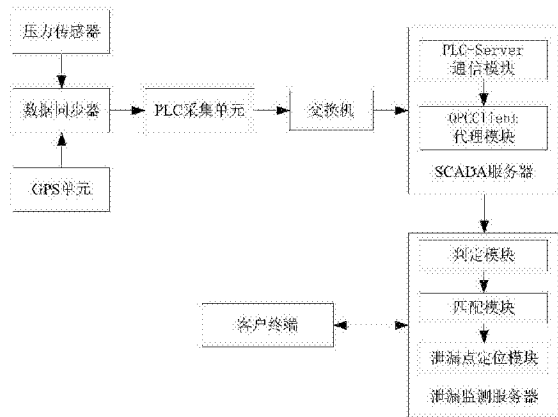 压力传感器
数据同步器
GPS单元
PLC采集单元
交换机
PLC-Server
通信模块
OPCClient
代理模块
SCADA服务器
判定模块
匹配模块
泄漏点定位模块
泄漏监测服务器
客户终端